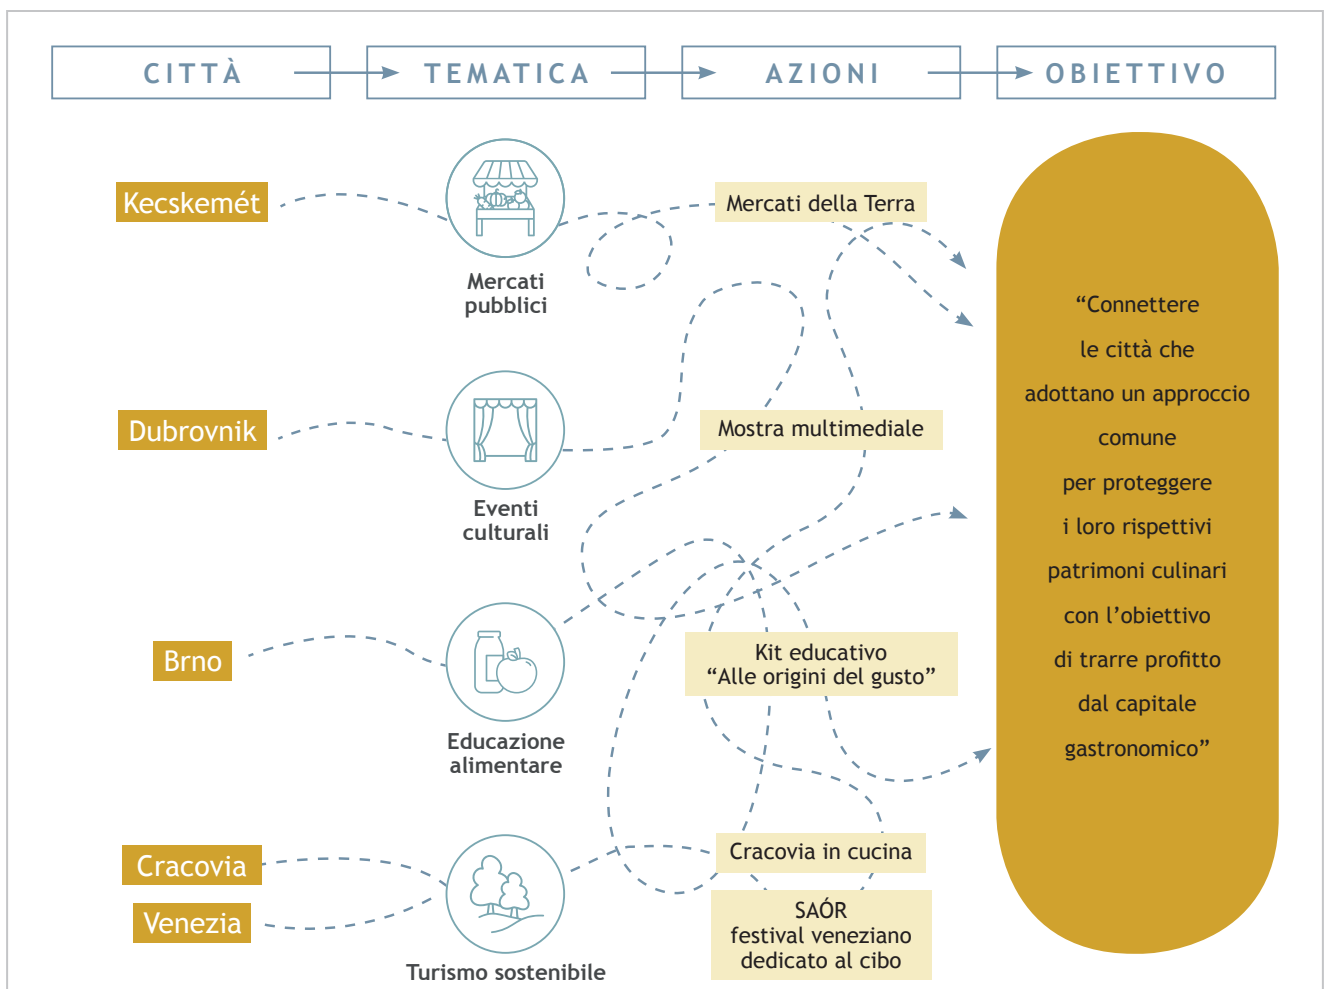 CITTÀ
TEMATICA
AZIONI
OBIETTIVO
Kecskemét
Mercati
pubblici
Mercati della Terra
Dubrovnik
Eventi
culturali
Mostra multimediale
Brno
Educazione
alimentare
Kit educativo
“Alle origini del gusto”
Cracovia
Venezia
Turismo sostenibile
Cracovia in cucina
SAÓR
festival veneziano
dedicato al cibo
“Connettere
le città che
adottano un approccio
comune
per proteggere
i loro rispettivi
patrimoni culinari
con l’obiettivo
di trarre profitto
dal capitale
gastronomico”